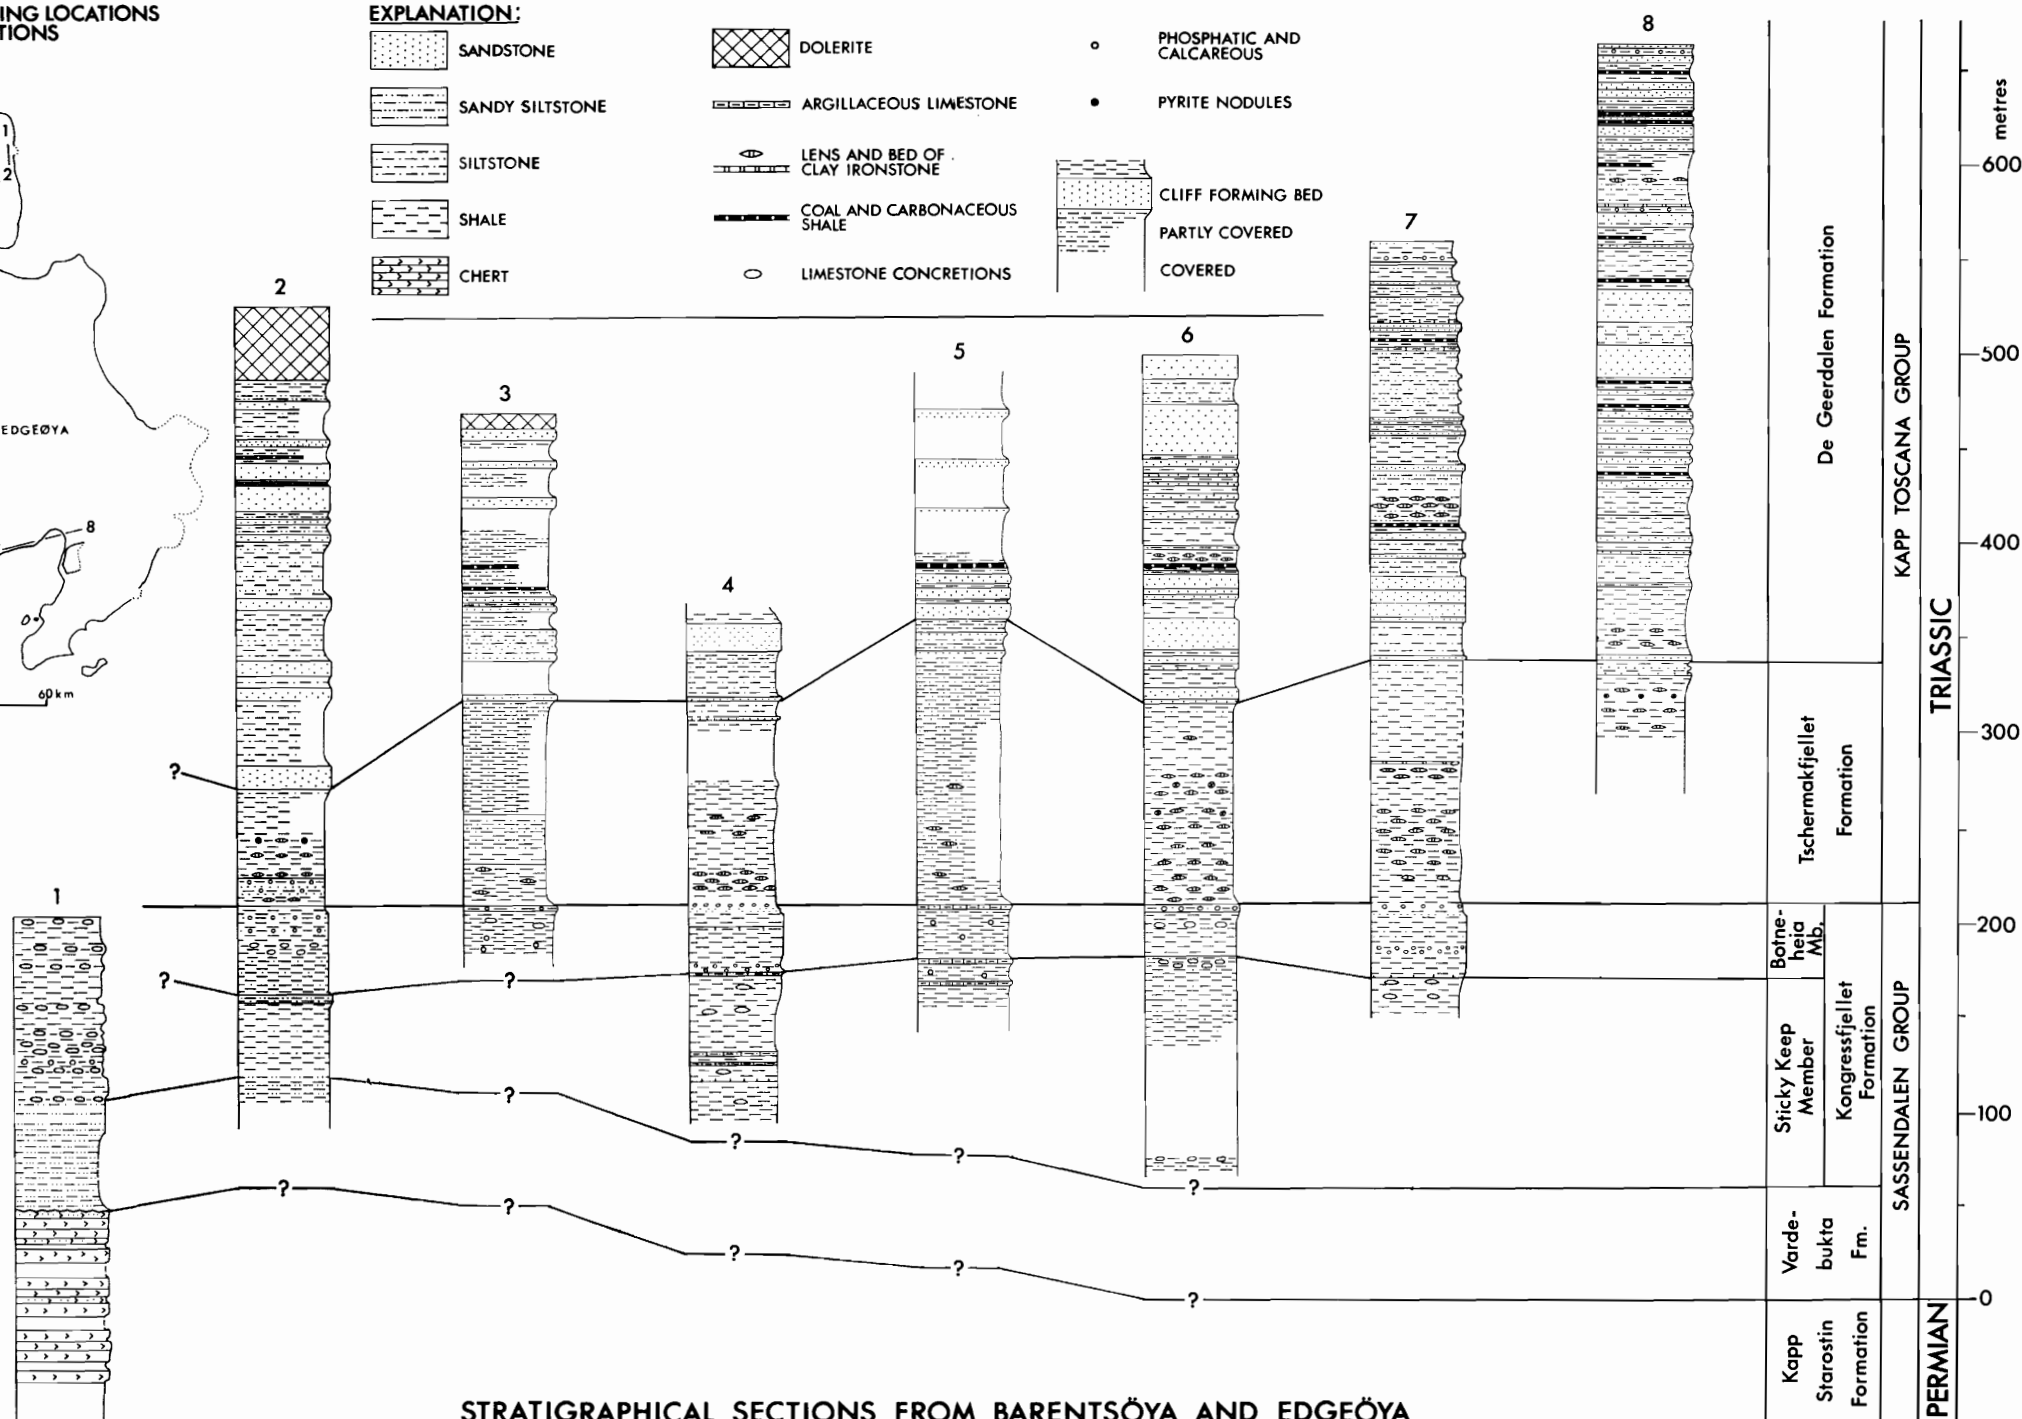 ING LOCATIONS
TIONS
1
2
EDGEØYA
8
60 km
EXPLANATION:
SANDSTONE
SANDY SILTSTONE
SILTSTONE
SHALE
CHERT
DOLERITE
ARGILLACEOUS LIMESTONE
LENS AND BED OF
CLAY IRONSTONE
COAL AND CARBONACEOUS
SHALE
LIMESTONE CONCRETIONS
PHOSPHATIC AND
CALCAREOUS
PYRITE NODULES
CLIFF FORMING BED
PARTLY COVERED
COVERED
1
2
3
4
5
6
7
8
?
?
?
?
?
?
?
?
?
?
?
?
?
De Geerdalen Formation
Tschermakfjellet
Formation
Botne-
heia
Mb.
Sticky Keep
Member
Kongressfjellet
Formation
Varde-
bukta
Fm.
Kapp
Starostin
Formation
KAPP TOSCANA GROUP
SASSENDALEN GROUP
TRIASSIC
PERMIAN
metres
600
500
400
300
200
100
0
STRATIGRAPHICAL SECTIONS FROM BARENTSÖYA AND EDGEÖYA